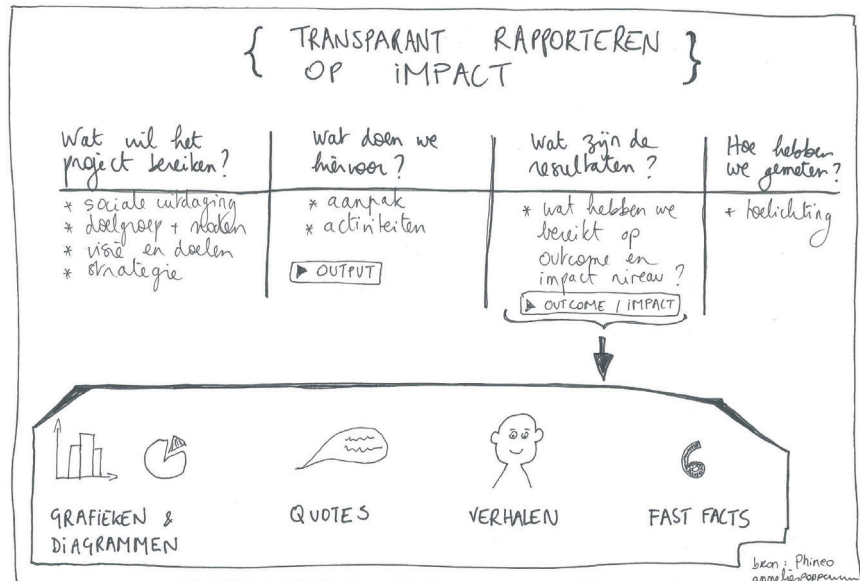 { TRANSPARANT RAPPORTEREN }
OP IMPACT
Wat wil het
project bereiken?
* sociale uitdaging
* doelgroep + noden
* visie en doelen
* strategie
Wat doen we
hiervoor?
* aanpak
* activiteiten
▶ OUTPUT
Wat zijn de
resultaten?
* wat hebben we
bereikt op
outcome en
impact niveau?
▶ OUTCOME / IMPACT
Hoe hebben
we gemeten?
* toelichting
GRAFIEKEN &
DIAGRAMMEN
QUOTES
VERHALEN
6
FAST FACTS
bron: Phineo